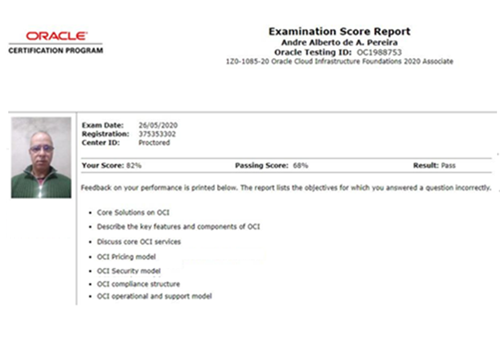 ORACLE
CERTIFICATION PROGRAM
Examination Score Report
Andre Alberto de A. Pereira
Oracle Testing ID: OC1988753
1Z0-1085-20 Oracle Cloud Infrastructure Foundations 2020 Associate
Exam Date: 26/05/2020
Registration: 375353302
Center ID: Proctored
Your Score: 82% Passing Score: 68% Result: Pass
Feedback on your performance is printed below. The report lists the objectives for which you answered a question incorrectly.
• Core Solutions on OCI
• Describe the key features and components of OCI
• Discuss core OCI services
• OCI Pricing model
• OCI Security model
• OCI compliance structure
• OCI operational and support model